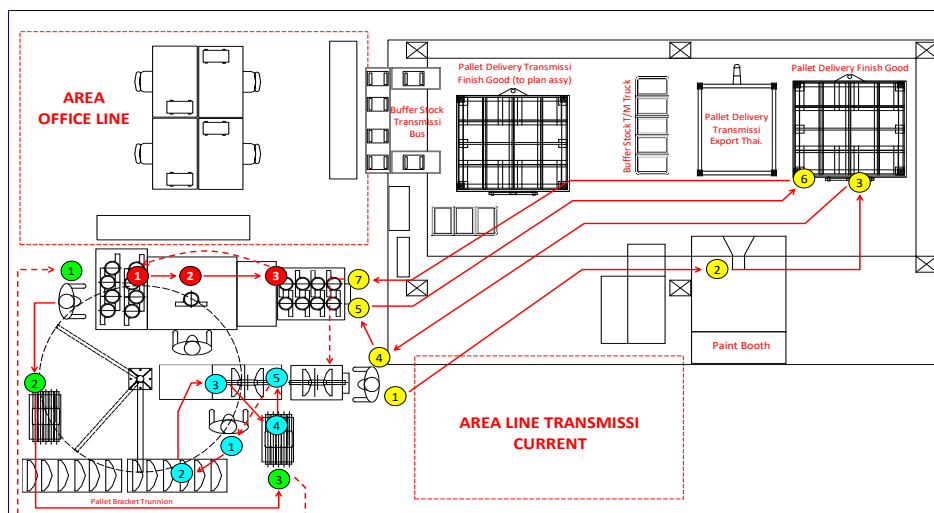 AREA
OFFICE LINE
Buffer Stock
Transmissi
Bus
Pallet Delivery Transmissi
Finish Good (to plan assy)
Buffer Stock T/M Truck
Pallet Delivery
Transmissi
Export Thai.
Pallet Delivery Finish Good
6
3
1
1
2
3
7
2
5
4
Paint Booth
2
3
5
1
4
1
2
3
AREA LINE TRANSMISSI
CURRENT
Pallet Bracket Trunnion